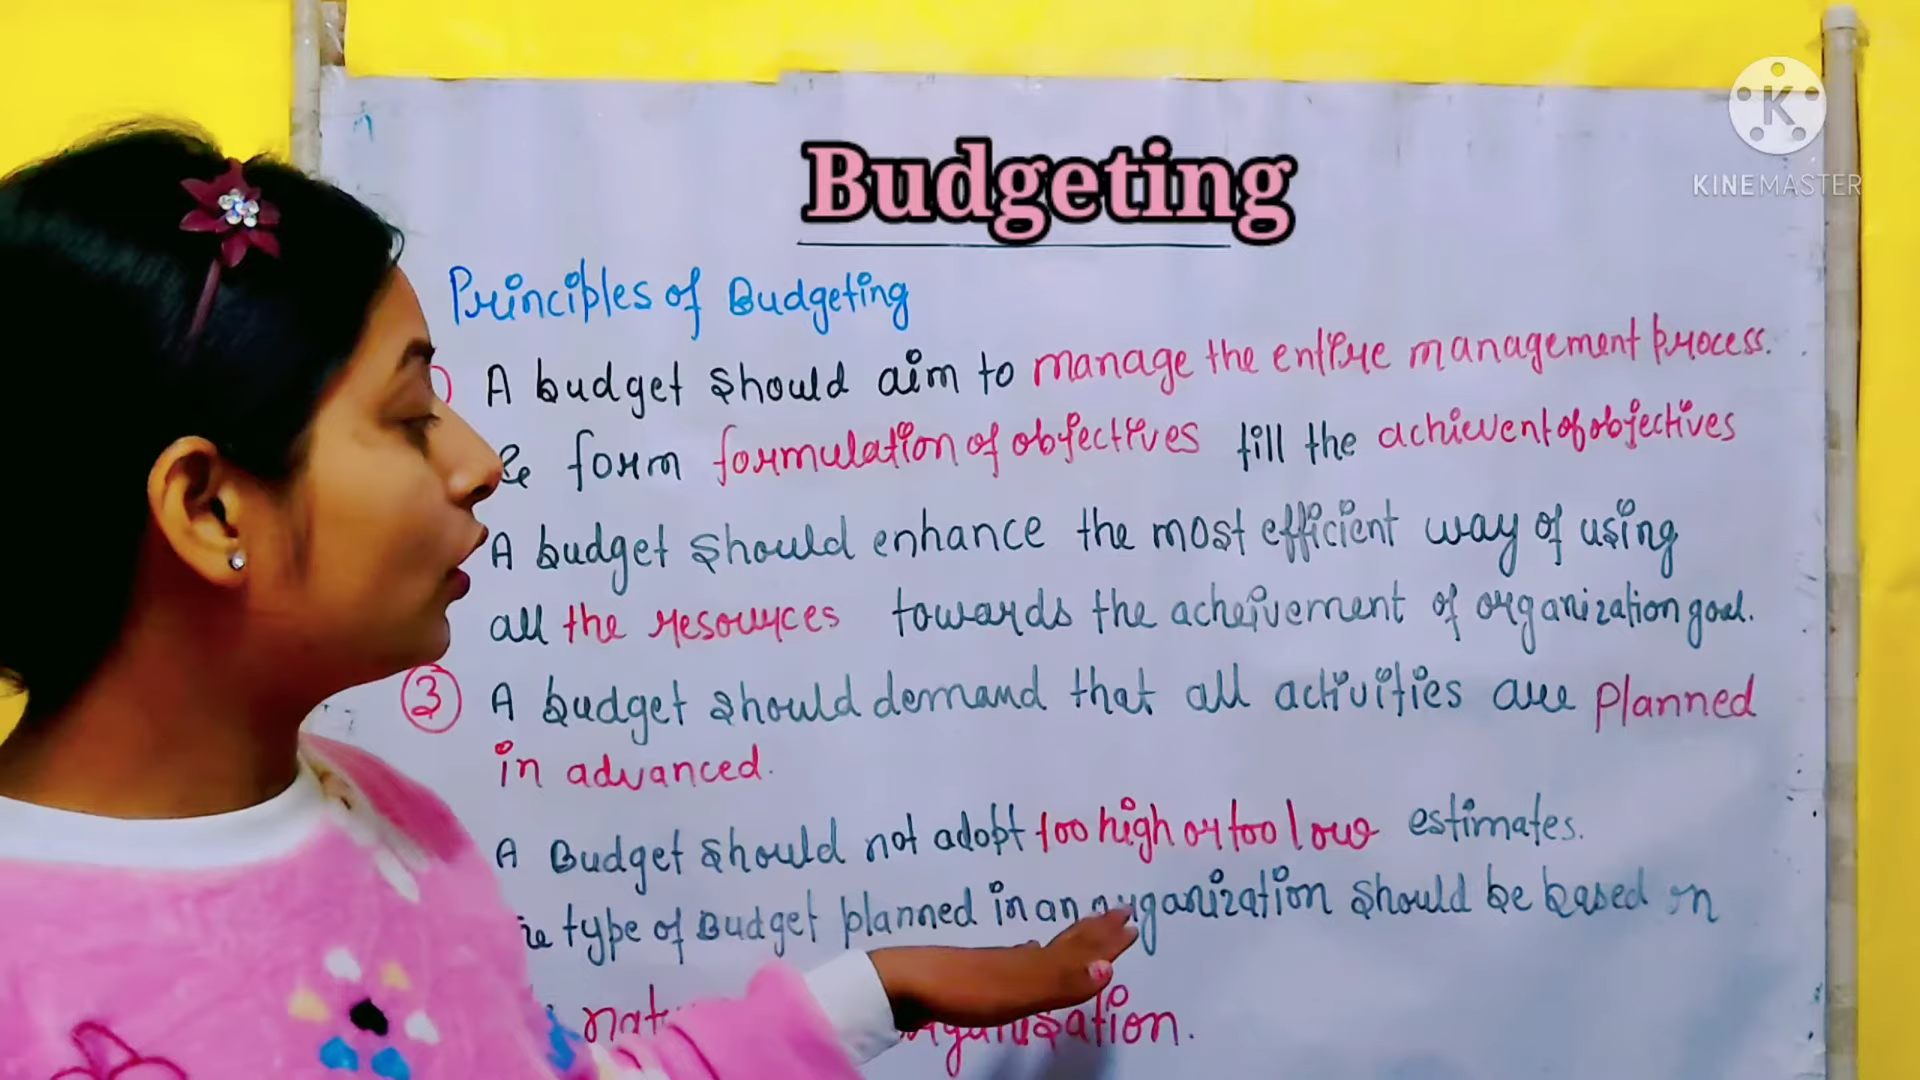 Budgeting
KINEMASTER
Principles of Budgeting
A budget should aim to manage the entire management process.
& form formulation of objectives till the achievent of objectives
A budget should enhance the most efficient way of using
all the resources towards the acheivement of organization goal.
3 A budget should demand that all activities are planned
in advanced.
A Budget should not adopt too high or too low estimates.
type of Budget planned in an organization should be based on
organisation.